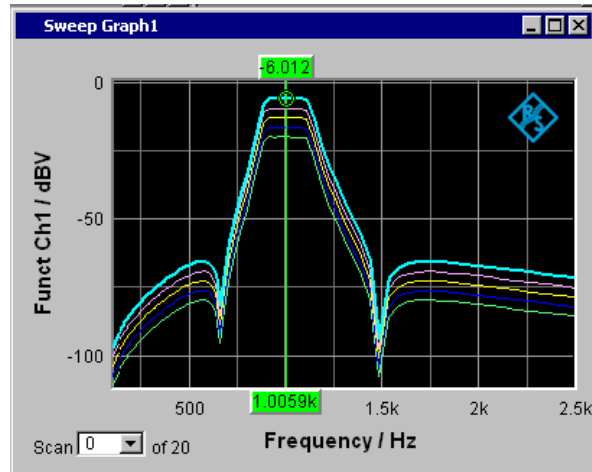 Sweep Graph1
-6.012
0
-50
-100
Funct Ch1 / dBV
R&S
1.0059k
500
1.5k
2k
2.5k
Scan 0 of 20
Frequency / Hz